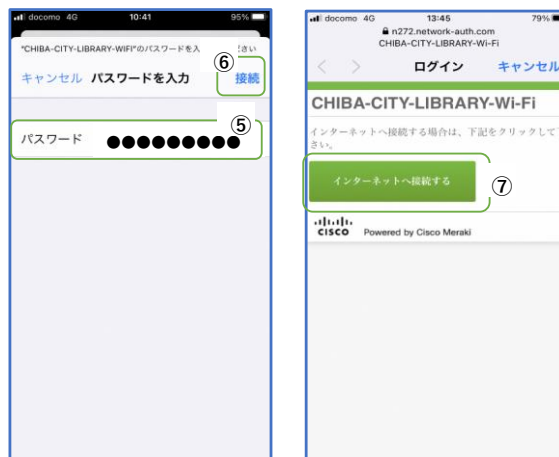 docomo 4G 10:41 95%
"CHIBA-CITY-LIBRARY-WIFI"のパスワードを入 ださい
キャンセル パスワードを入力 接続
⑥
パスワード ●●●●●●●●●
⑤
docomo 4G 13:45 79%
n272.network-auth.com
CHIBA-CITY-LIBRARY-Wi-Fi
ログイン キャンセル
CHIBA-CITY-LIBRARY-Wi-Fi
インターネットへ接続する場合は、下記をクリックして下
さい。
インターネットへ接続する
⑦
CISCO Powered by Cisco Meraki